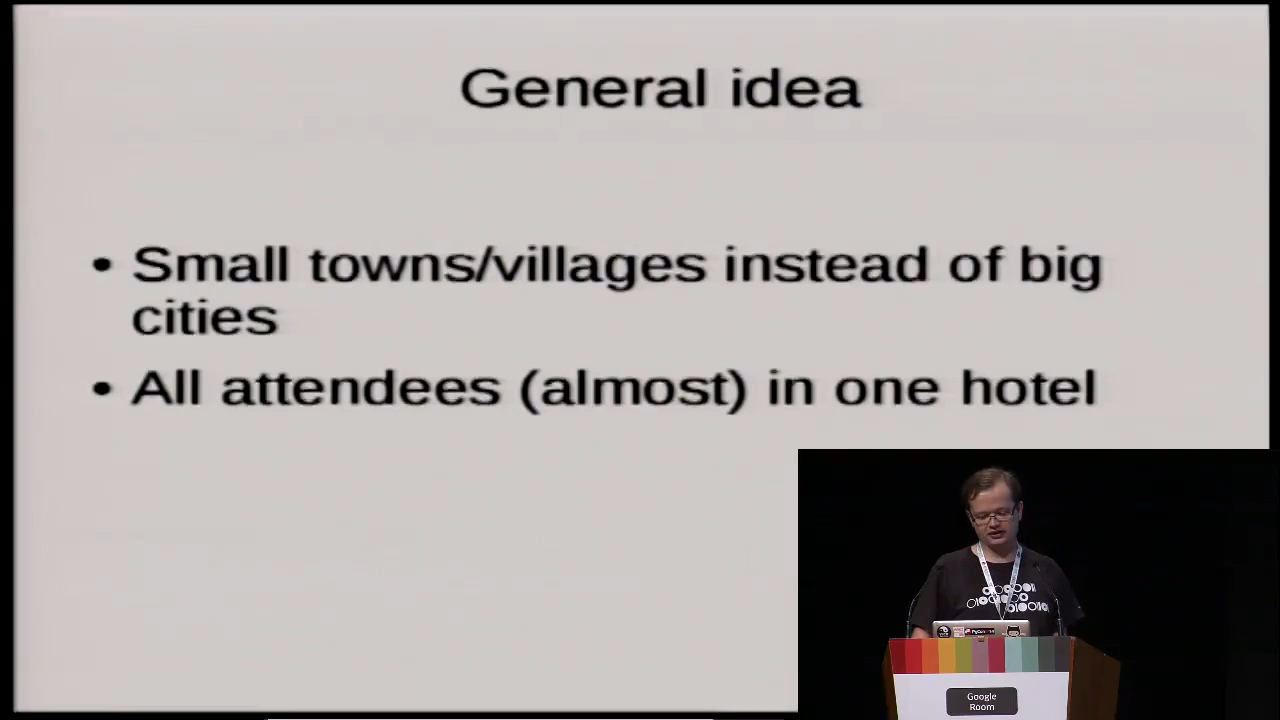 General idea
• Small towns/villages instead of big
cities
• All attendees (almost) in one hotel
Google
Room